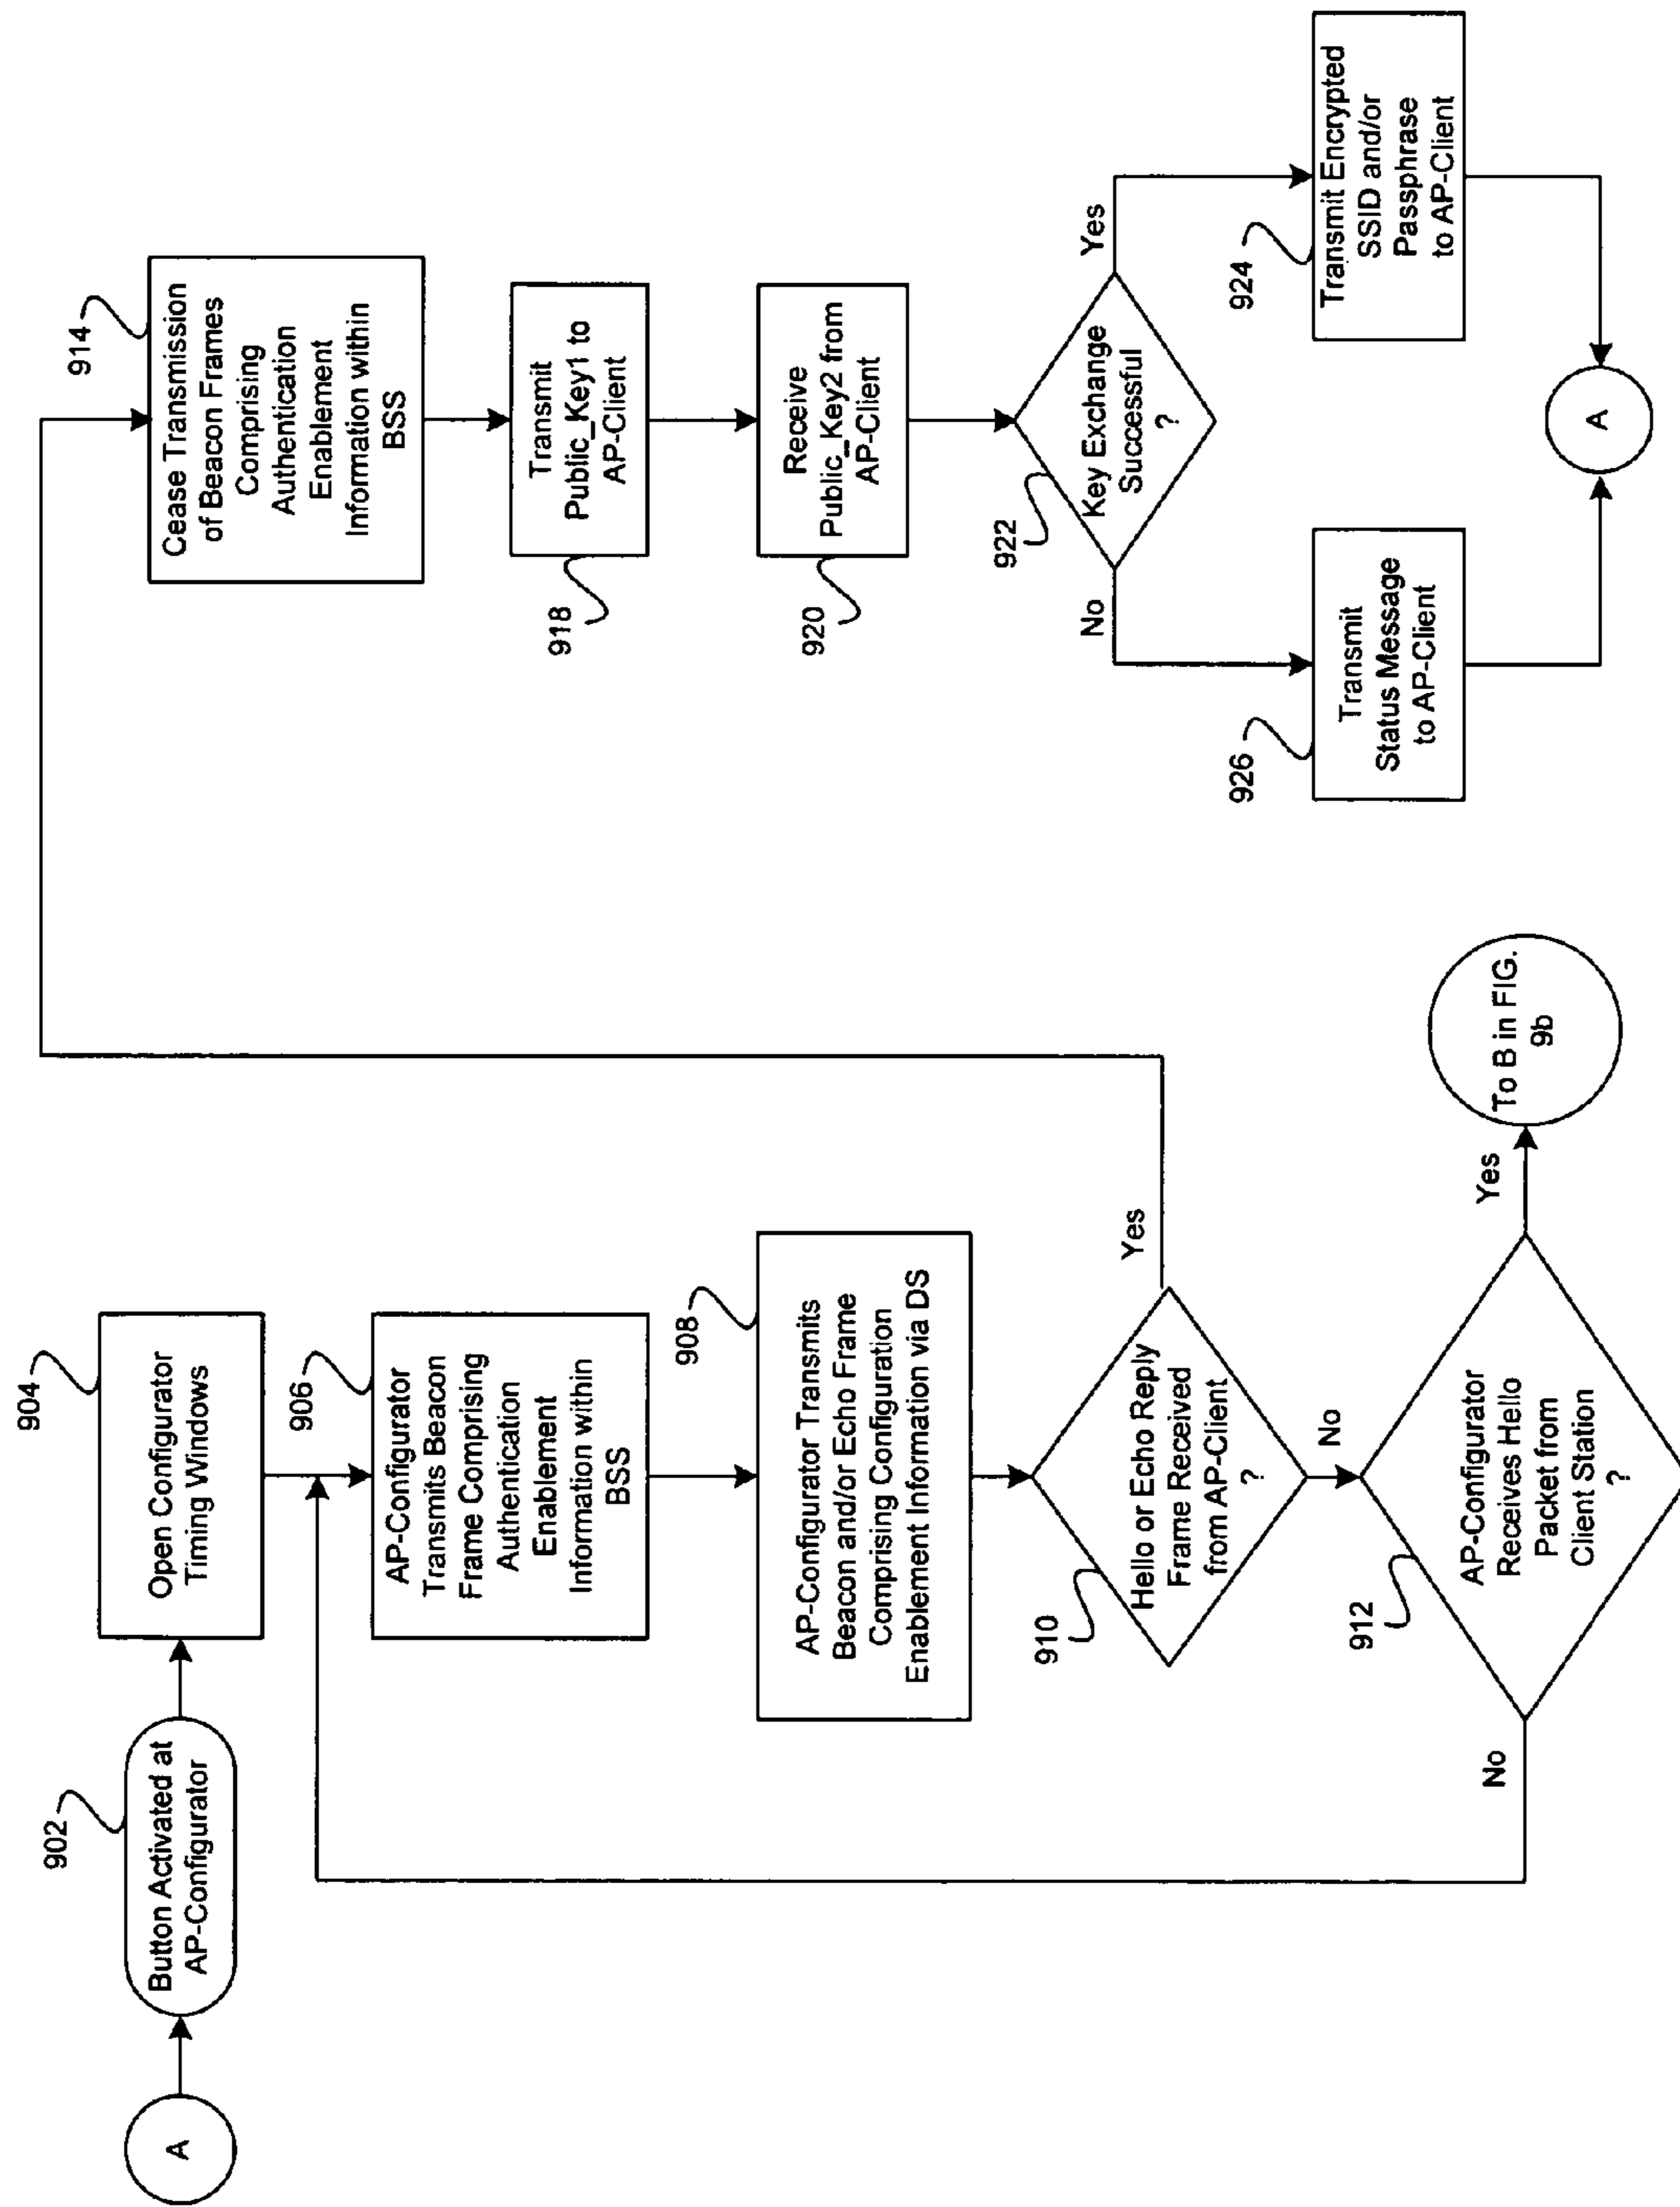 A
902
Button Activated at
AP-Configurator
904
Open Configurator
Timing Windows
906
AP-Configurator
Transmits Beacon
Frame Comprising
Authentication
Enablement
Information within
BSS
908
AP-Configurator Transmits
Beacon and/or Echo Frame
Comprising Configuration
Enablement Information via DS
910
Hello or Echo Reply
Frame Received
from AP-Client
?
Yes
No
912
AP-Configurator
Receives Hello
Packet from
Client Station
?
No
Yes
To B in FIG.
9b
914
Cease Transmission
of Beacon Frames
Comprising
Authentication
Enablement
Information within
BSS
918
Transmit
Public_Key1 to
AP-Client
920
Receive
Public_Key2 from
AP-Client
922
Key Exchange
Successful
?
No
Yes
926
Transmit
Status Message
to AP-Client
924
Transmit Encrypted
SSID and/or
Passphrase
to AP-Client
A